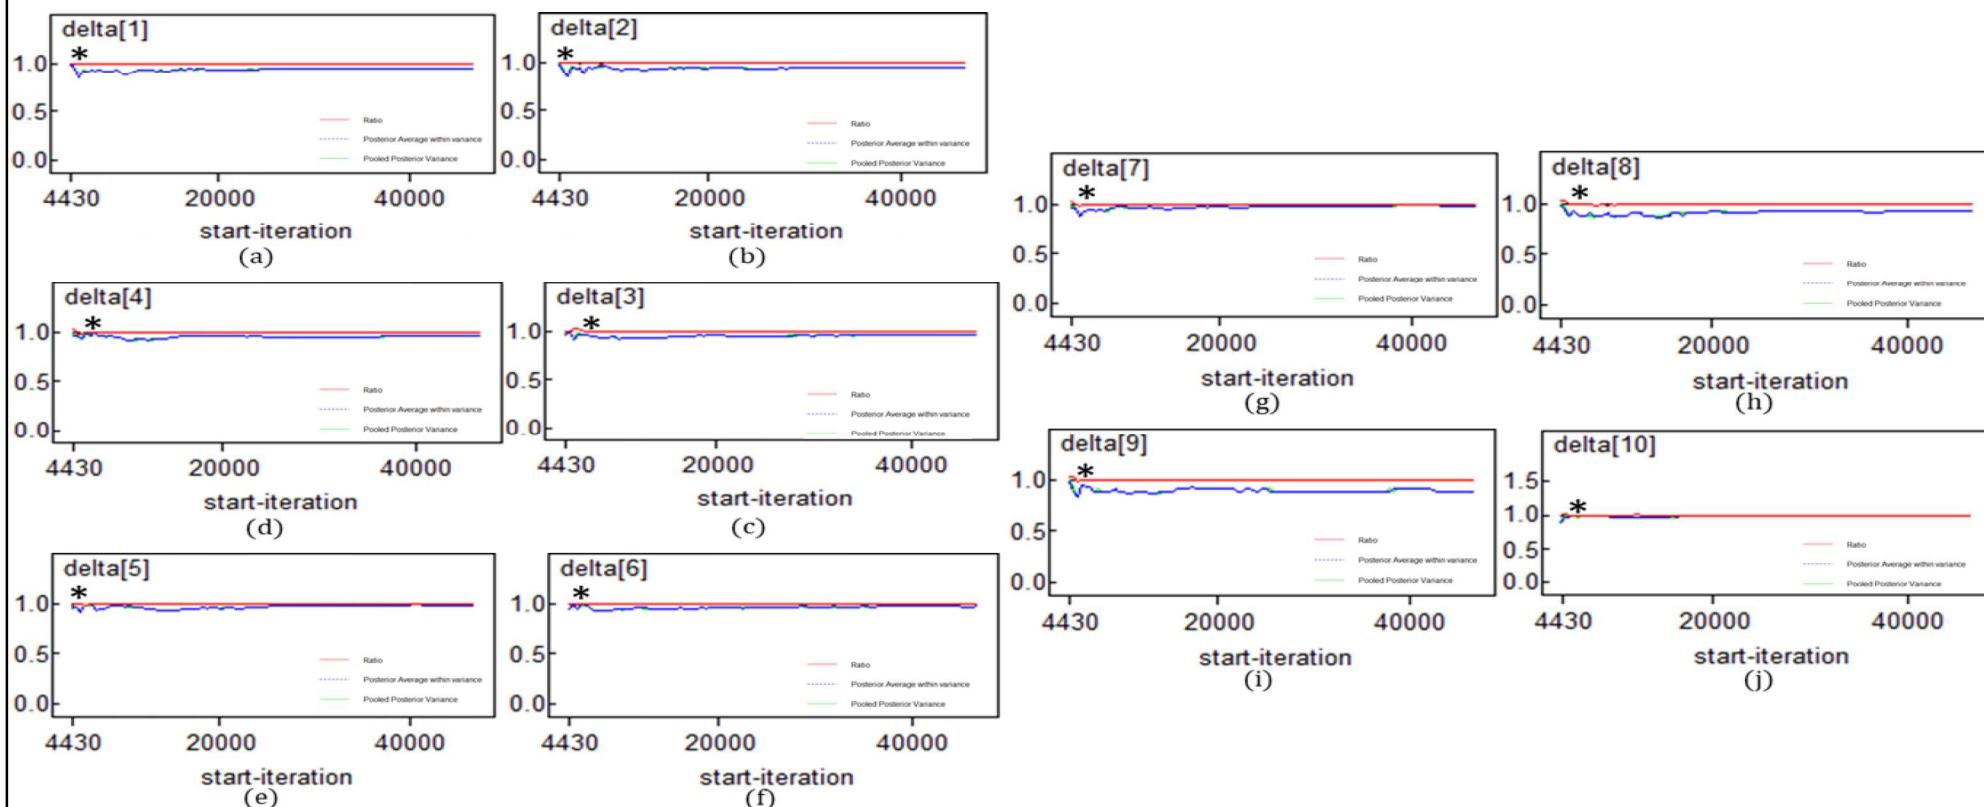 delta[1]
*
1.0
0.5
0.0
Ratio
Posterior Average within variance
Pooled Posterior Variance
4430 20000 40000
start-iteration
(a)
delta[2]
*
1.0
0.5
0.0
Ratio
Posterior Average within variance
Pooled Posterior Variance
4430 20000 40000
start-iteration
(b)
delta[4]
*
1.0
0.5
0.0
Ratio
Posterior Average within variance
Pooled Posterior Variance
4430 20000 40000
start-iteration
(d)
delta[3]
*
1.0
0.5
0.0
Ratio
Posterior Average within variance
Pooled Posterior Variance
4430 20000 40000
start-iteration
(c)
delta[5]
*
1.0
0.5
0.0
Ratio
Posterior Average within variance
Pooled Posterior Variance
4430 20000 40000
start-iteration
(e)
delta[6]
*
1.0
0.5
0.0
Ratio
Posterior Average within variance
Pooled Posterior Variance
4430 20000 40000
start-iteration
(f)
delta[7]
*
1.0
0.5
0.0
Ratio
Posterior Average within variance
Pooled Posterior Variance
4430 20000 40000
start-iteration
(g)
delta[8]
*
1.0
0.5
0.0
Ratio
Posterior Average within variance
Pooled Posterior Variance
4430 20000 40000
start-iteration
(h)
delta[9]
*
1.0
0.5
0.0
Ratio
Posterior Average within variance
Pooled Posterior Variance
4430 20000 40000
start-iteration
(i)
delta[10]
*
1.5
1.0
0.5
0.0
Ratio
Posterior Average within variance
Pooled Posterior Variance
4430 20000 40000
start-iteration
(j)